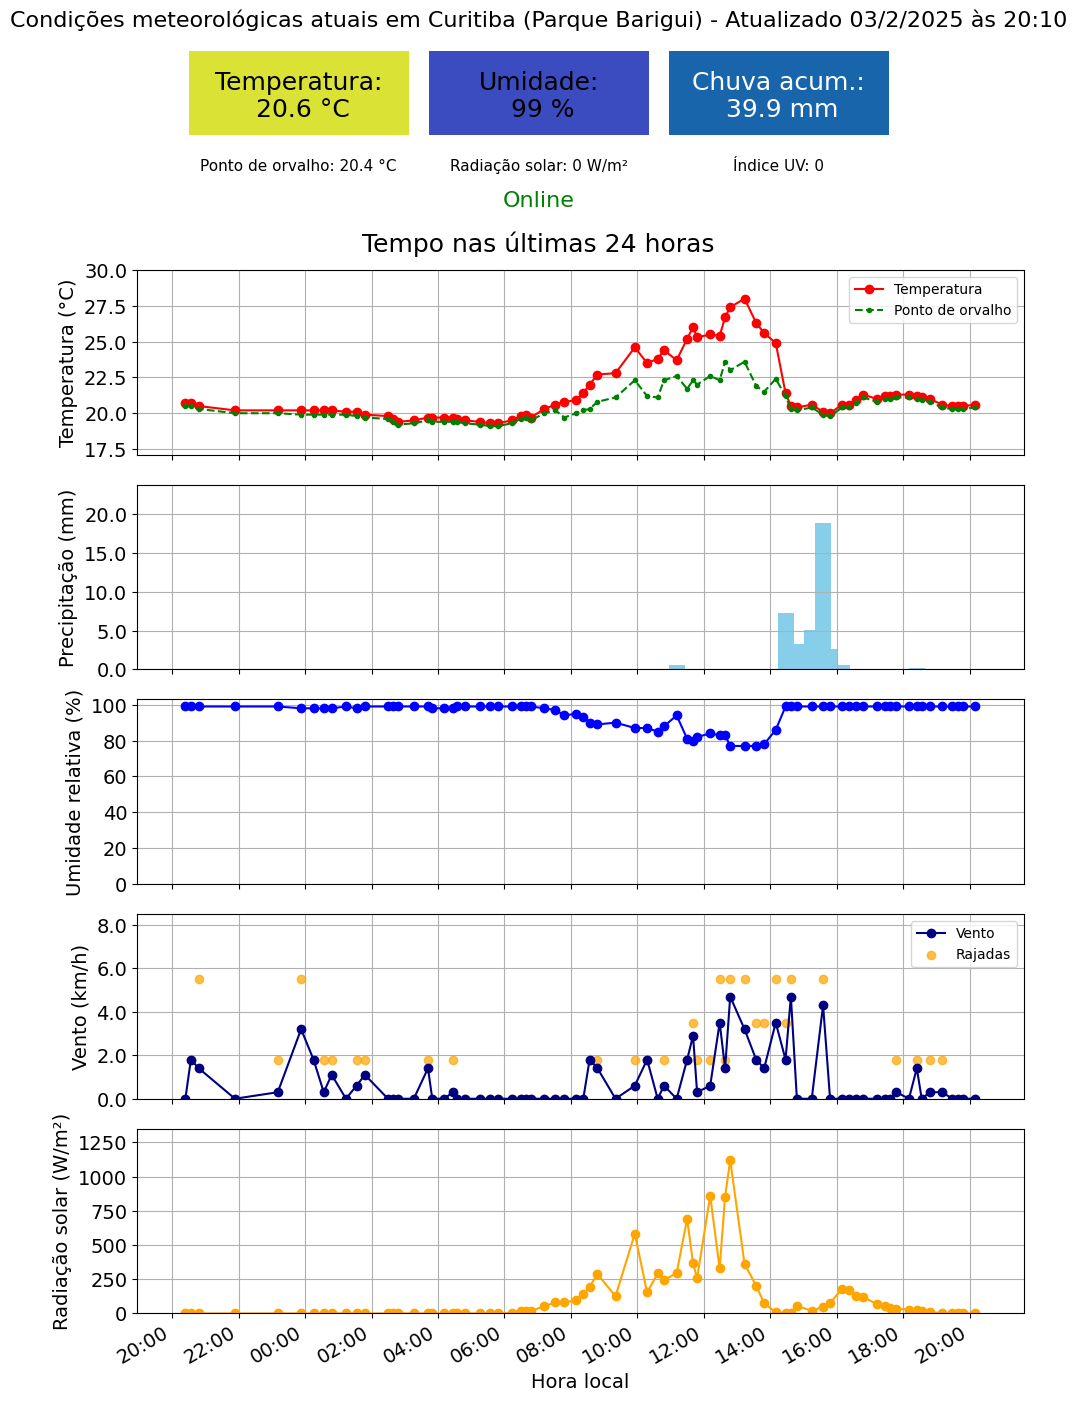 Condições meteorológicas atuais em Curitiba (Parque Barigui) - Atualizado 03/2/2025 às 20:10
Temperatura:
20.6 °C
Umidade:
99 %
Chuva acum.:
39.9 mm
Ponto de orvalho: 20.4 °C
Radiação solar: 0 W/m²
Índice UV: 0
Online
Tempo nas últimas 24 horas
Temperatura (°C)
30.0
27.5
25.0
22.5
20.0
17.5
Temperatura
Ponto de orvalho
Precipitação (mm)
20.0
15.0
10.0
5.0
0.0
Umidade relativa (%)
100
80
60
40
20
0
Vento (km/h)
8.0
6.0
4.0
2.0
0.0
Vento
Rajadas
Radiação solar (W/m²)
1250
1000
750
500
250
0
20:00
22:00
00:00
02:00
04:00
06:00
08:00
10:00
12:00
14:00
16:00
18:00
20:00
Hora local